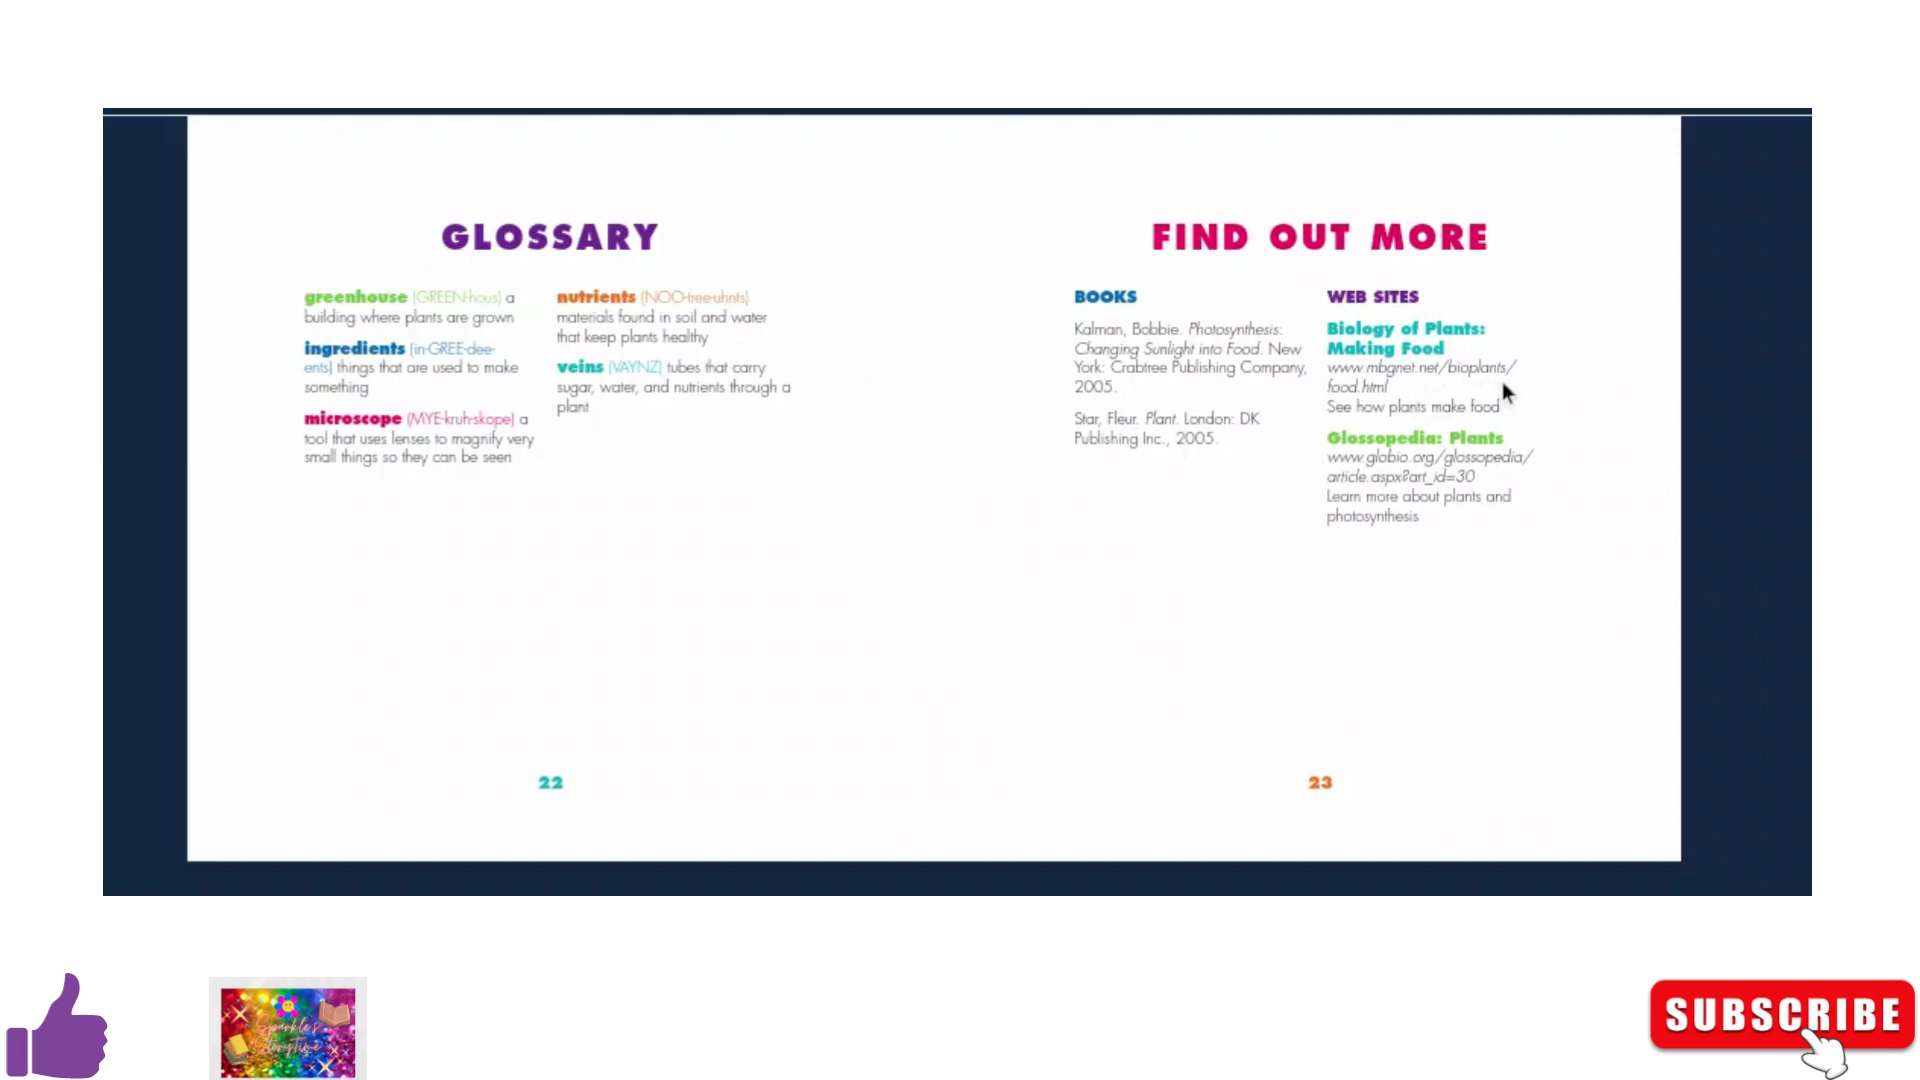 GLOSSARY
greenhouse (GREEN-hous) a
building where plants are grown
ingredients (in-GREE-dee-
ents) things that are used to make
something
microscope (MYE-kruh-skope) a
tool that uses lenses to magnify very
small things so they can be seen
nutrients (NOO-tree-uhnts)
materials found in soil and water
that keep plants healthy
veins (VAYNZ) tubes that carry
sugar, water, and nutrients through a
plant
22
FIND OUT MORE
BOOKS
Kalman, Bobbie. Photosynthesis:
Changing Sunlight into Food. New
York: Crabtree Publishing Company,
2005.
Star, Fleur. Plant. London: DK
Publishing Inc., 2005.
WEB SITES
Biology of Plants:
Making Food
www.mbgnet.net/bioplants/
food.html
See how plants make food
Glossopedia: Plants
www.globio.org/glossopedia/
article.aspx?art_id=30
Learn more about plants and
photosynthesis
23
Sparkle's
Storytime
SUBSCRIBE